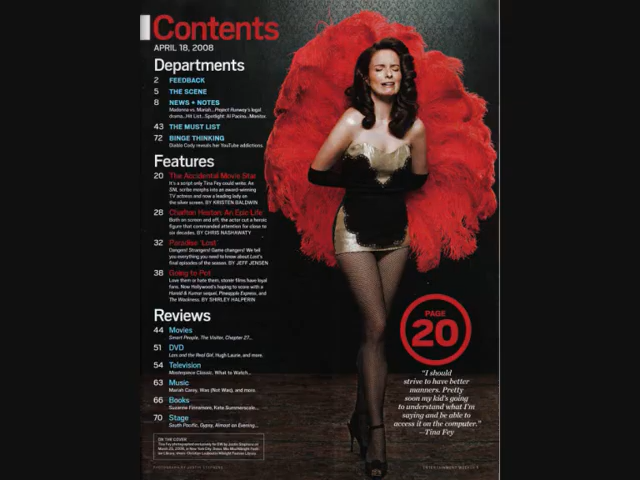 Contents
APRIL 18, 2008
Departments
2 FEEDBACK
5 THE SCENE
8 NEWS + NOTES
Madonna vs. Mariah...Project Runway's legal
drama...Hit List...Spotlight: Al Pacino...Monitor
43 THE MUST LIST
72 BINGE THINKING
Diablo Cody reveals her YouTube addictions.
Features
20 The Accidental Movie Star
It's a script only Tina Fey could write: An
SNL scribe morphs into an award-winning
TV actress and now a leading lady on
the silver screen. BY KRISTEN BALDWIN
28 Charlton Heston: An Epic Life
Both on screen and off, the actor cut a heroic
figure that commanded attention for close to
six decades. BY CHRIS NASHAWATY
32 Paradise 'Lost'
Dangers! Strangers! Game changers! We tell
you everything you need to know about Lost's
final episodes of the season. BY JEFF JENSEN
38 Going to Pot
Love them or hate them, stoner films have loyal
fans. Now Hollywood's hoping to score with a
Harold & Kumar sequel, Pineapple Express, and
The Wackness. BY SHIRLEY HALPERIN
Reviews
44 Movies
Smart People, The Visitor, Chapter 27...
51 DVD
Lars and the Real Girl, Hugh Laurie, and more.
54 Television
Masterpiece Classic, What to Watch...
63 Music
Mariah Carey, Was (Not Was), and more.
66 Books
Suzanne Finnamore, Kate Summerscale...
70 Stage
South Pacific, Gypsy, Almost an Evening...
ON THE COVER
PAGE
20
"I should
strive to have better
manners. Pretty
soon my kid's going
to understand what I'm
saying and be able to
access it on the computer."
—Tina Fey